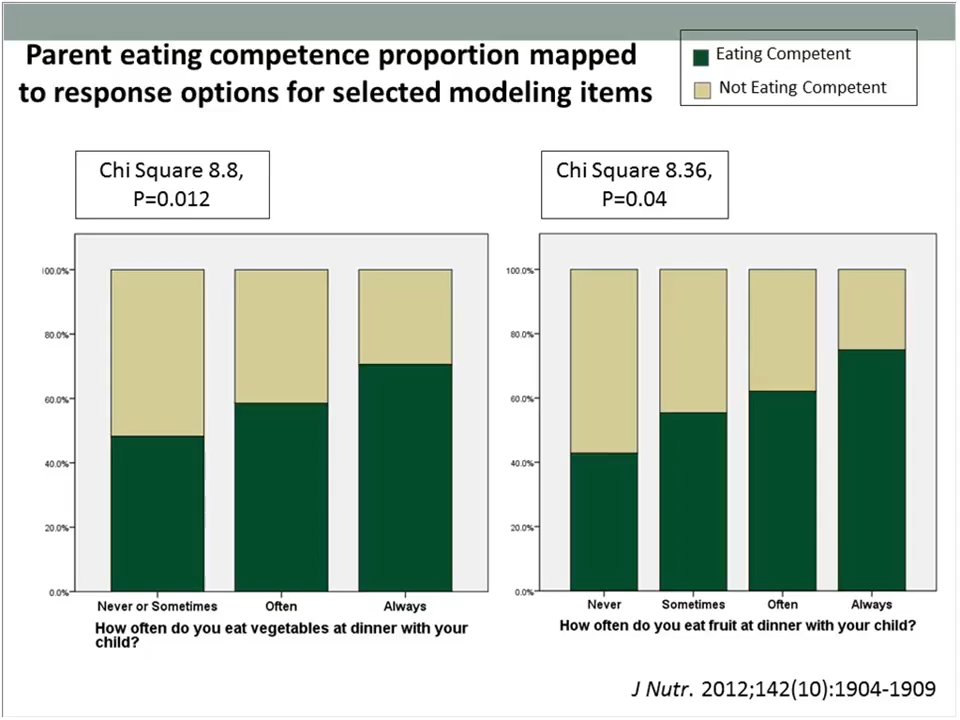 Parent eating competence proportion mapped
to response options for selected modeling items
Eating Competent
Not Eating Competent
Chi Square 8.8,
P=0.012
100.0%
80.0%
60.0%
40.0%
20.0%
0.0%
Never or Sometimes
Often
Always
How often do you eat vegetables at dinner with your
child?
Chi Square 8.36,
P=0.04
100.0%
80.0%
60.0%
40.0%
20.0%
0.0%
Never
Sometimes
Often
Always
How often do you eat fruit at dinner with your child?
J Nutr. 2012;142(10):1904-1909